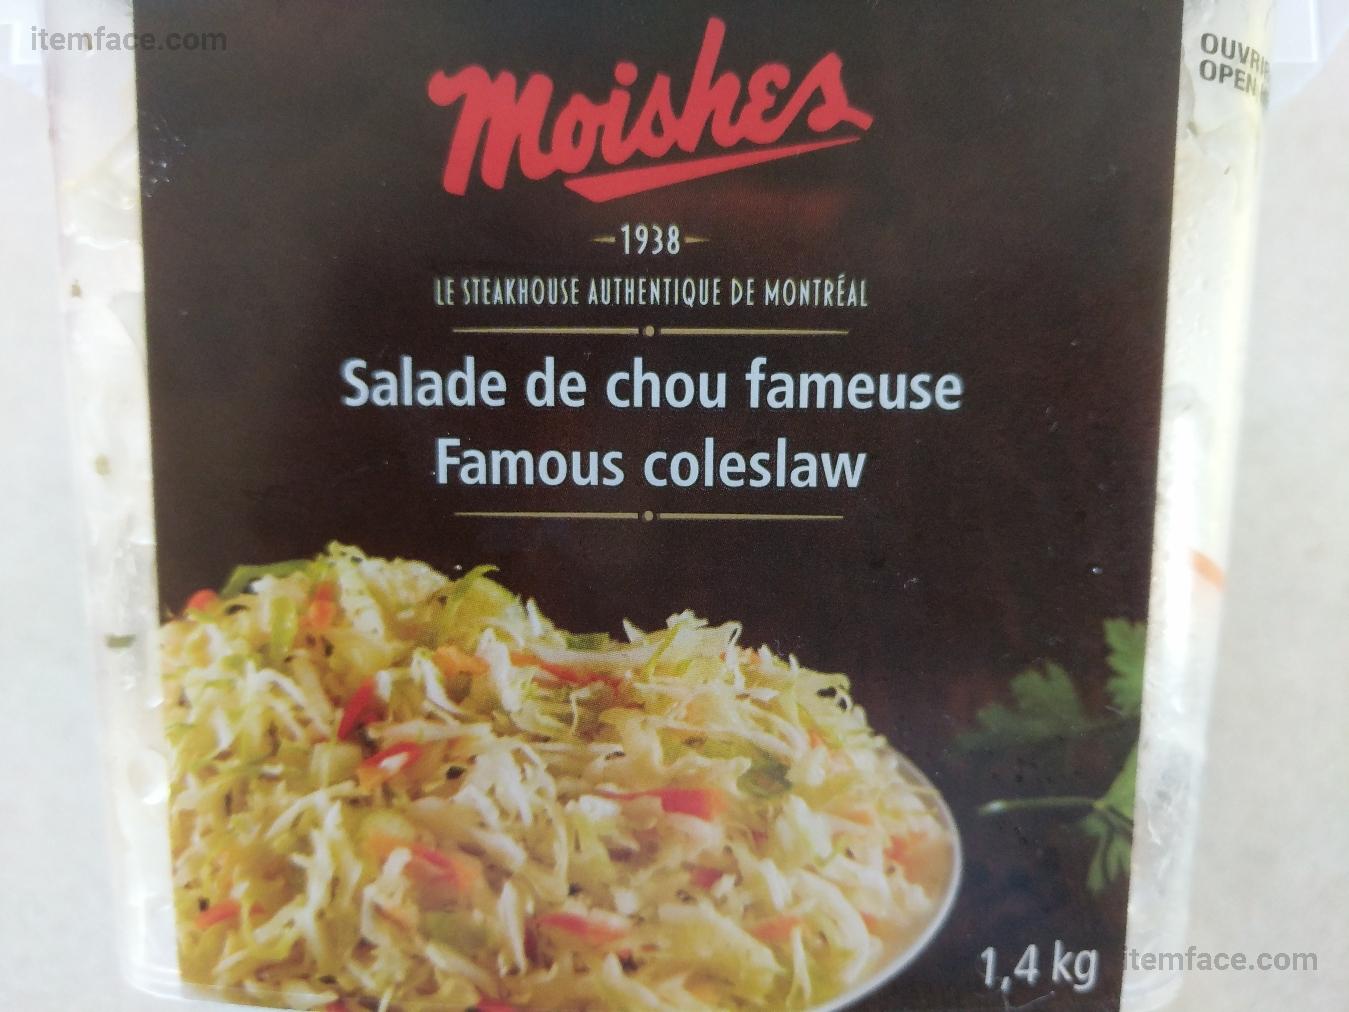 itemface.com
Moishes
1938
LE STEAKHOUSE AUTHENTIQUE DE MONTRÉAL
Salade de chou fameuse
Famous coleslaw
1,4 kg
OPEN
itemface.com